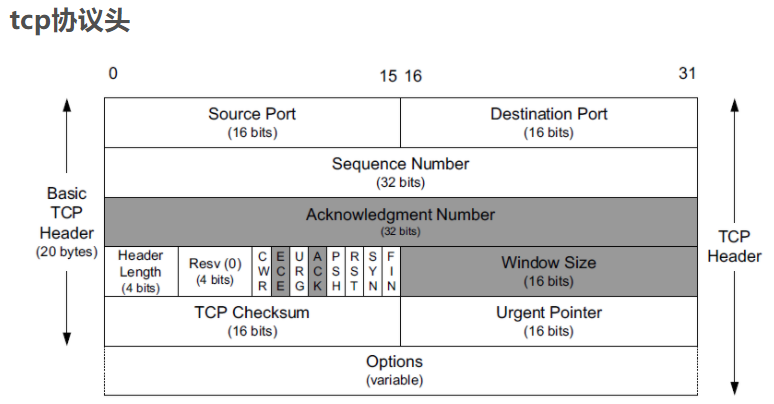 tcp协议头
0 15 16 31
Source Port Destination Port
(16 bits) (16 bits)
Sequence Number
(32 bits)
Basic TCP Header (20 bytes)
Acknowledgment Number
(32 bits)
TCP Header
Header Length (4 bits) Resv (0) (4 bits) CWR ECE URG ACK PSH RST SYN FIN Window Size (16 bits)
TCP Checksum Urgent Pointer
(16 bits) (16 bits)
Options
(variable)